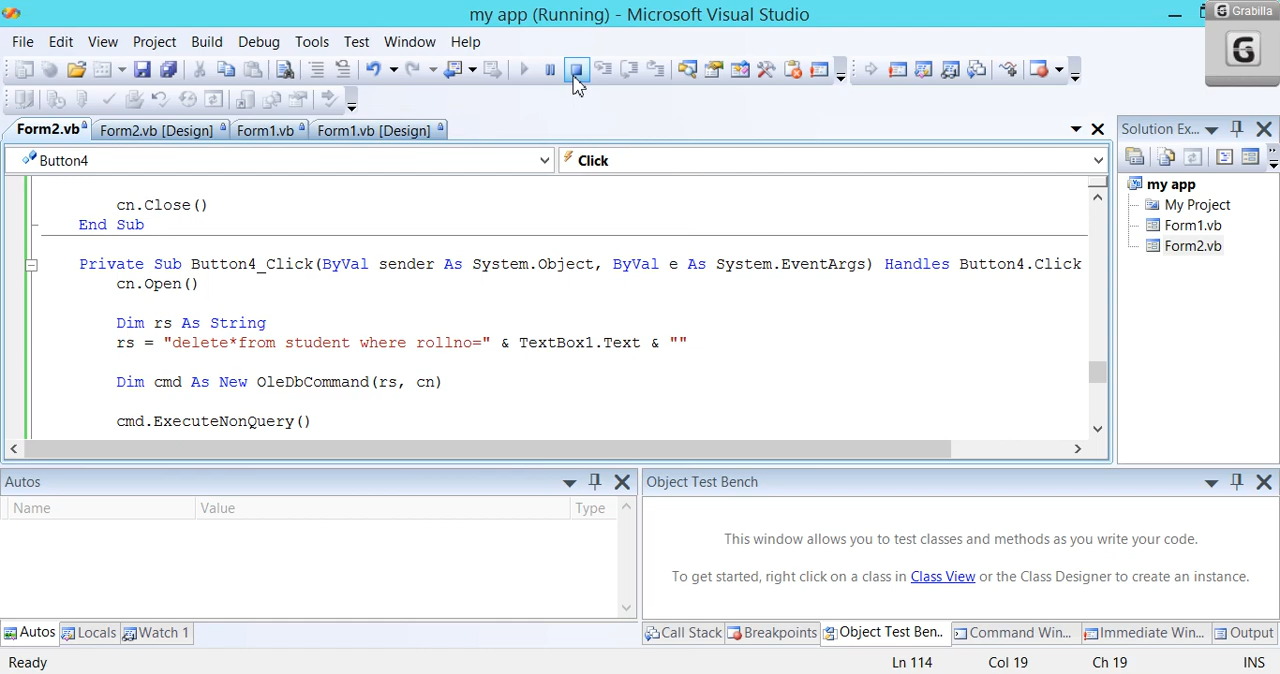 my app (Running) - Microsoft Visual Studio
Grabilla
G
File Edit View Project Build Debug Tools Test Window Help
Form2.vb Form2.vb [Design] Form1.vb Form1.vb [Design]
Solution Ex...
Button4 Click
my app
My Project
Form1.vb
Form2.vb
cn.Close()
End Sub
Private Sub Button4_Click(ByVal sender As System.Object, ByVal e As System.EventArgs) Handles Button4.Click
cn.Open()
Dim rs As String
rs = "delete*from student where rollno=" & TextBox1.Text & ""
Dim cmd As New OleDbCommand(rs, cn)
cmd.ExecuteNonQuery()
Autos
Name Value Type
Object Test Bench
This window allows you to test classes and methods as you write your code.
To get started, right click on a class in Class View or the Class Designer to create an instance.
Autos Locals Watch 1
Call Stack Breakpoints Object Test Ben... Command Win... Immediate Win... Output
Ready Ln 114 Col 19 Ch 19 INS